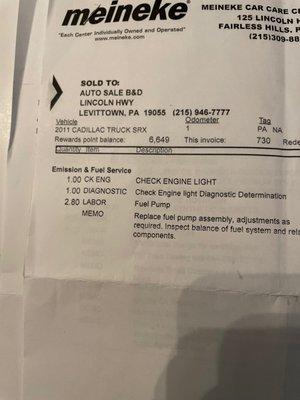 meineke®
"Each Center Individually Owned and Operated"
www.meineke.com
MEINEKE CAR CARE C
125 LINCOLN H
FAIRLESS HILLS, P
(215)309-88
SOLD TO:
AUTO SALE B&D
LINCOLN HWY
LEVITTOWN, PA 19055 (215) 946-7777
Vehicle Odometer Tag
2011 CADILLAC TRUCK SRX 1 PA NA
Rewards point balance: 6,649 This invoice: 730 Rede
Quantity Item Description
Emission & Fuel Service
1.00 CK ENG CHECK ENGINE LIGHT
1.00 DIAGNOSTIC Check Engine light Diagnostic Determination
2.80 LABOR Fuel Pump
MEMO Replace fuel pump assembly, adjustments as
required. Inspect balance of fuel system and rela
components.